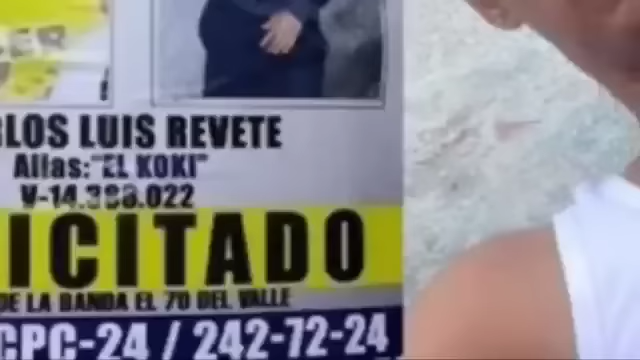 LOS LUIS REVETE
Alias:"EL KOKI"
V-14.388.022
ICITADO
DE LA BANDA EL 70 DEL VALLE
CPC-24 / 242-72-24